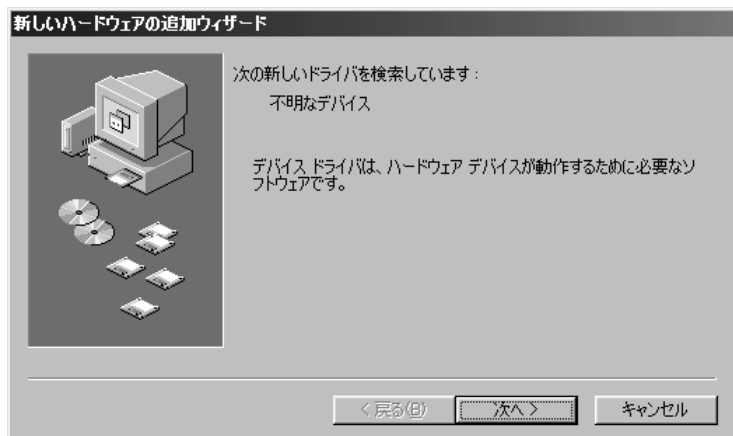 新しいハードウェアの追加ウィザード
次の新しいドライバを検索しています：
不明なデバイス
デバイス ドライバは、ハードウェア デバイスが動作するために必要なソ
フトウェアです。
< 戻る(B)
次へ >
キャンセル